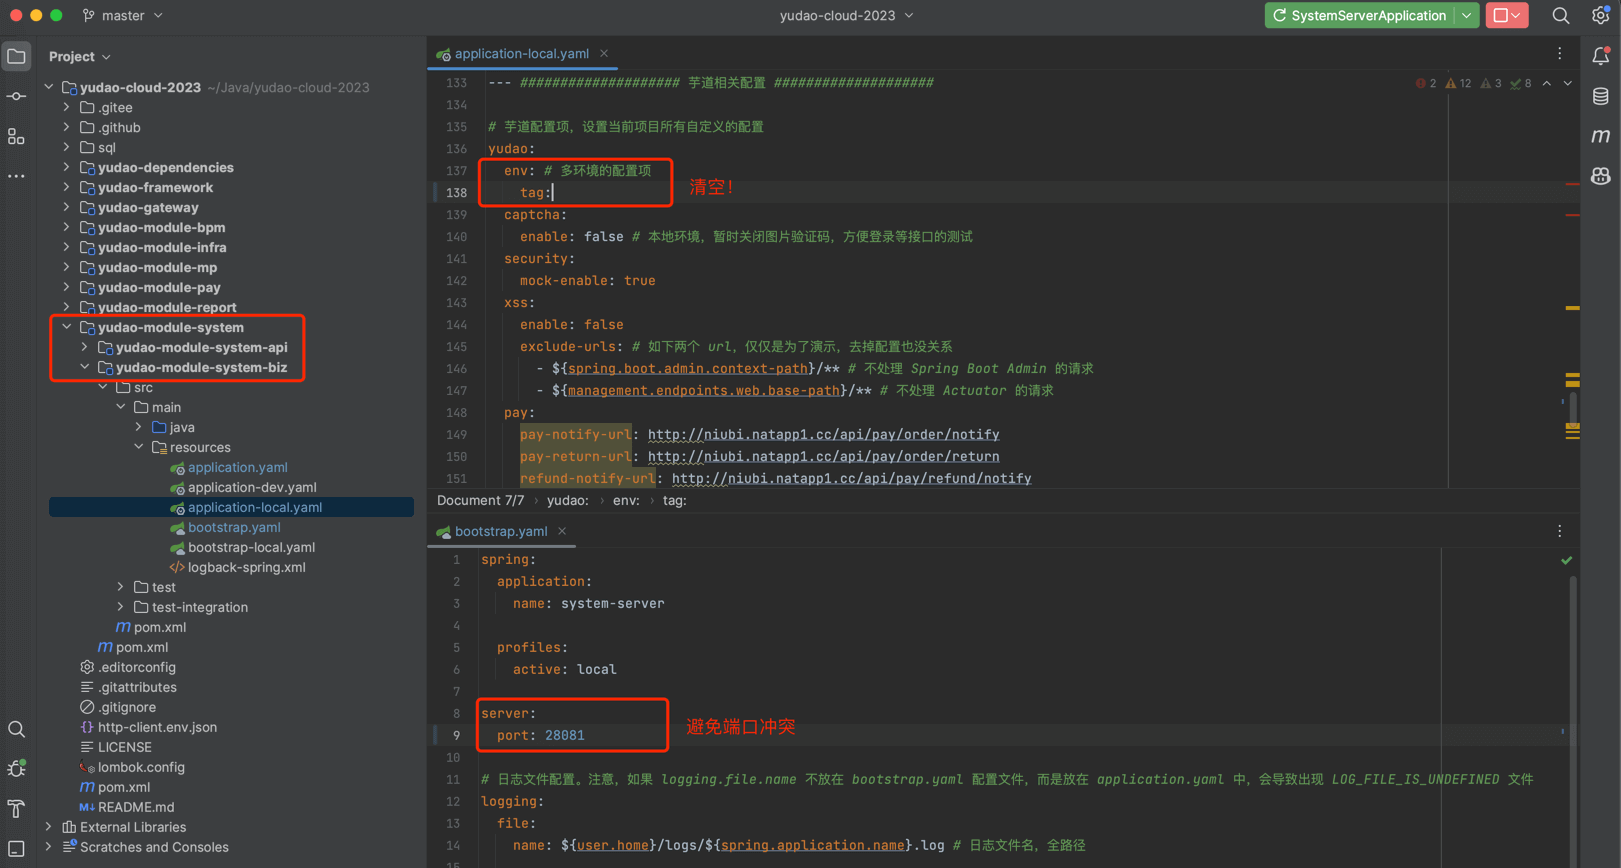 master
yudao-cloud-2023
SystemServerApplication
Project
yudao-cloud-2023 ~/Java/yudao-cloud-2023
.gitee
.github
sql
yudao-dependencies
yudao-framework
yudao-gateway
yudao-module-bpm
yudao-module-infra
yudao-module-mp
yudao-module-pay
yudao-module-report
yudao-module-system
yudao-module-system-api
yudao-module-system-biz
src
main
java
resources
application.yaml
application-dev.yaml
application-local.yaml
bootstrap.yaml
bootstrap-local.yaml
logback-spring.xml
test
test-integration
pom.xml
pom.xml
.editorconfig
.gitattributes
.gitignore
http-client.env.json
LICENSE
lombok.config
pom.xml
README.md
External Libraries
Scratches and Consoles
application-local.yaml
2 12 3 8
133 --- #################### 芋道相关配置 ####################
134
135 # 芋道配置项，设置当前项目所有自定义的配置
136 yudao:
137 env: # 多环境的配置项
138 tag:
清空！
139 captcha:
140 enable: false # 本地环境，暂时关闭图片验证码，方便登录等接口的测试
141 security:
142 mock-enable: true
143 xss:
144 enable: false
145 exclude-urls: # 如下两个 url，仅仅是为了演示，去掉配置也没关系
146 - ${spring.boot.admin.context-path}/** # 不处理 Spring Boot Admin 的请求
147 - ${management.endpoints.web.base-path}/** # 不处理 Actuator 的请求
148 pay:
149 pay-notify-url: http://niubi.natapp1.cc/api/pay/order/notify
150 pay-return-url: http://niubi.natapp1.cc/api/pay/order/return
151 refund-notify-url: http://niubi.natapp1.cc/api/pay/refund/notify
Document 7/7 › yudao: › env: › tag:
bootstrap.yaml
1 spring:
2 application:
3 name: system-server
4
5 profiles:
6 active: local
7
8 server:
9 port: 28081
避免端口冲突
10
11 # 日志文件配置。注意，如果 logging.file.name 不放在 bootstrap.yaml 配置文件，而是放在 application.yaml 中，会导致出现 LOG_FILE_IS_UNDEFINED 文件
12 logging:
13 file:
14 name: ${user.home}/logs/${spring.application.name}.log # 日志文件名，全路径
15